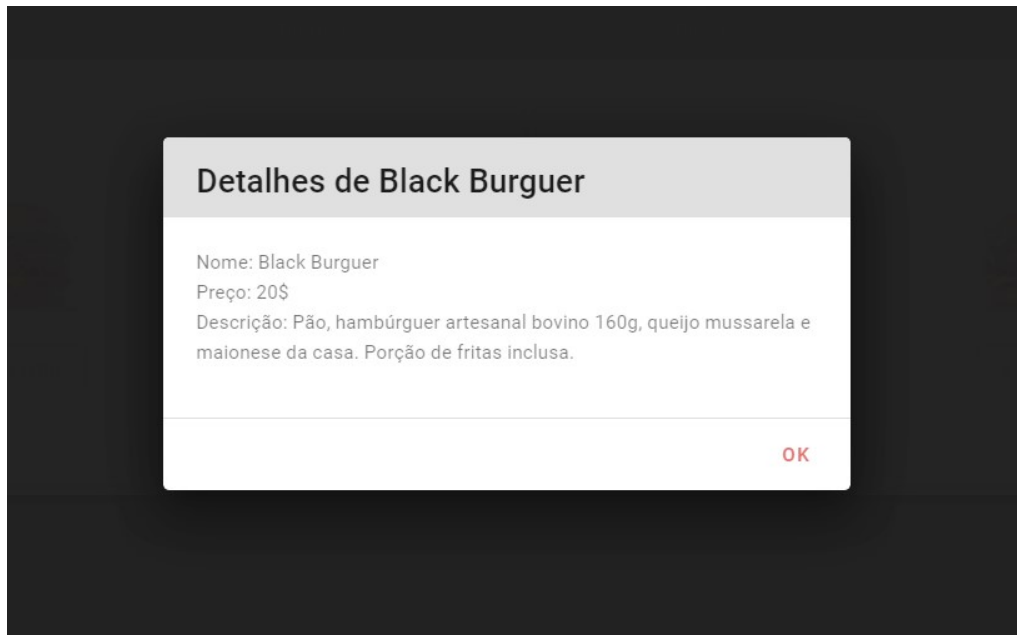 Detalhes de Black Burguer
Nome: Black Burguer
Preço: 20$
Descrição: Pão, hambúrguer artesanal bovino 160g, queijo mussarela e
maionese da casa. Porção de fritas inclusa.
OK